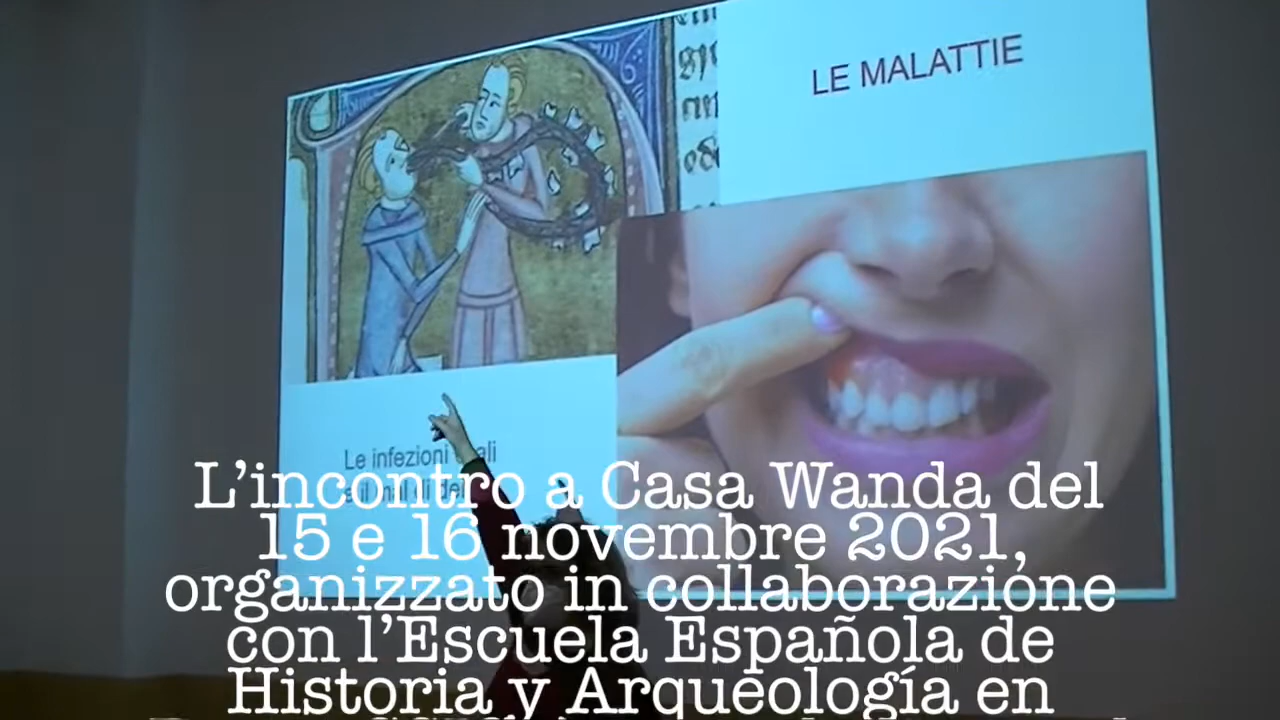 LE MALATTIE
Le infezioni
L'incontro a Casa Wanda del
15 e 16 novembre 2021,
organizzato in collaborazione
con l'Escuela Española de
Historia y Arqueología en